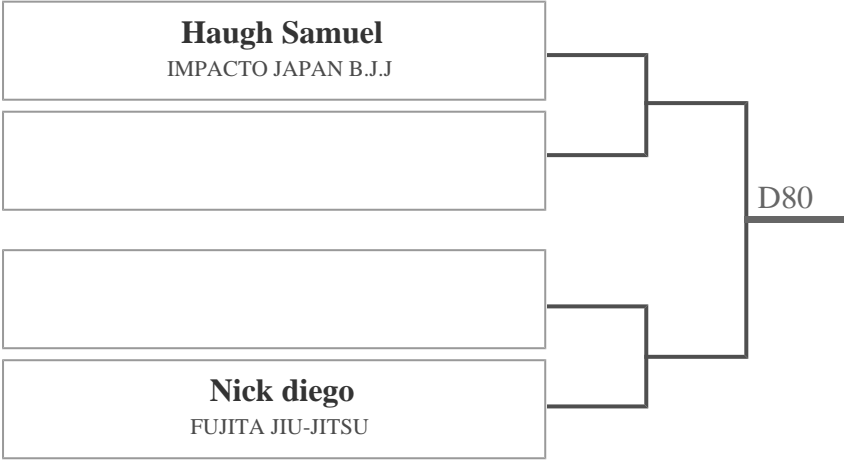 Haugh Samuel
IMPACTO JAPAN B.J.J
D80
Nick diego
FUJITA JIU-JITSU